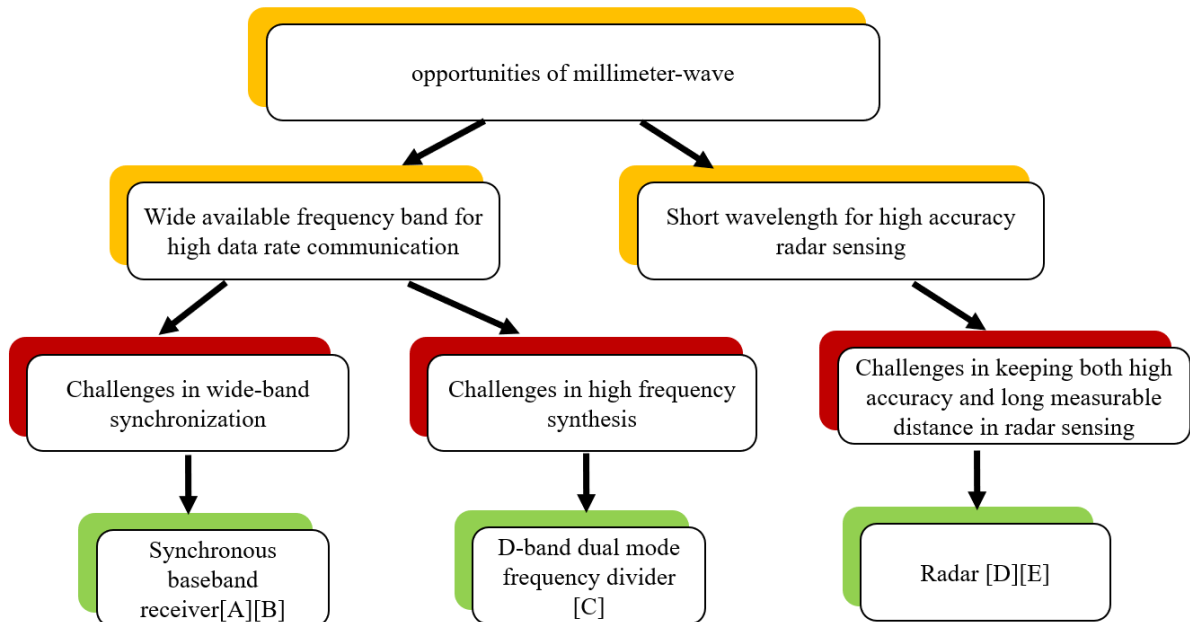 opportunities of millimeter-wave
Wide available frequency band for
high data rate communication
Short wavelength for high accuracy
radar sensing
Challenges in wide-band
synchronization
Challenges in high frequency
synthesis
Challenges in keeping both high
accuracy and long measurable
distance in radar sensing
Synchronous
baseband
receiver[A][B]
D-band dual mode
frequency divider
[C]
Radar [D][E]